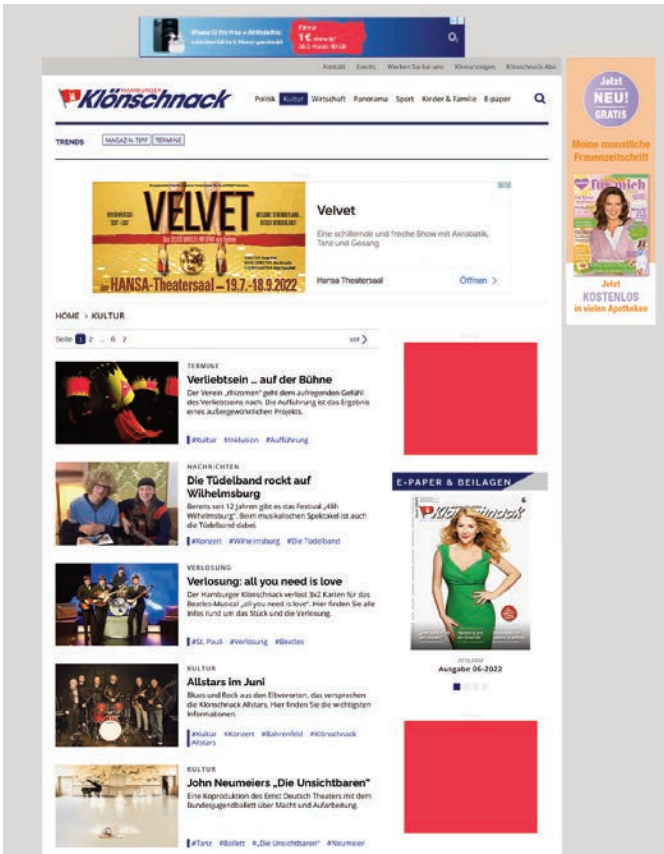 iPhone 12 Pro Max + AirPods Pro
1€
O₂
Kontakt Events Werben Sie bei uns Kleinanzeigen Klönschnack-Abo
HAMBURGER
Klönschnack
Politik Kultur Wirtschaft Panorama Sport Kinder & Familie E-paper
TRENDS MAGAZIN-TIPP TERMINE
Jetzt
NEU!
GRATIS
Meine monatliche
Frauenzeitschrift
für mich
Jetzt
KOSTENLOS
in vielen Apotheken
VELVET
im HANSA-Theatersaal – 19.7.-18.9.2022
Velvet
Eine schillernde und freche Show mit Akrobatik,
Tanz und Gesang
Hansa Theatersaal Öffnen >
HOME > KULTUR
Seite 1 2 .. 6 7 vor >
TERMINE
Verliebtsein ... auf der Bühne
Der Verein „rhizomen“ geht dem aufregenden Gefühl
des Verliebtseins nach. Die Aufführung ist das Ergebnis
eines außergewöhnlichen Projekts.
#Kultur #Inklusion #Aufführung
NACHRICHTEN
Die Tüdelband rockt auf
Wilhelmsburg
Bereits seit 12 Jahren gibt es das Festival „48h
Wilhelmsburg“. Beim musikalischen Spektakel ist auch
die Tüdelband dabei.
#Konzert #Wilhelmsburg #Die Tüdelband
VERLOSUNG
Verlosung: all you need is love
Der Hamburger Klönschnack verlost 3x2 Karten für das
Beatles-Musical „all you need is love“. Hier finden Sie alle
Infos rund um das Stück und die Verlosung.
#St. Pauli #Verlosung #Beatles
KULTUR
Allstars im Juni
Blues und Rock aus den Elbvororten, das versprechen
die Klönschnack Allstars. Hier finden Sie die wichtigsten
Informationen.
#Kultur #Konzert #Bahrenfeld #Klönschnack
Allstars
KULTUR
John Neumeiers „Die Unsichtbaren“
Eine Koproduktion des Ernst Deutsch Theaters mit dem
Bundesjugendballett über Macht und Aufarbeitung.
#Tanz #Ballett #„Die Unsichtbaren“ #Neumeier
E-PAPER & BEILAGEN
6
Klönschnack
Ausgabe 06-2022